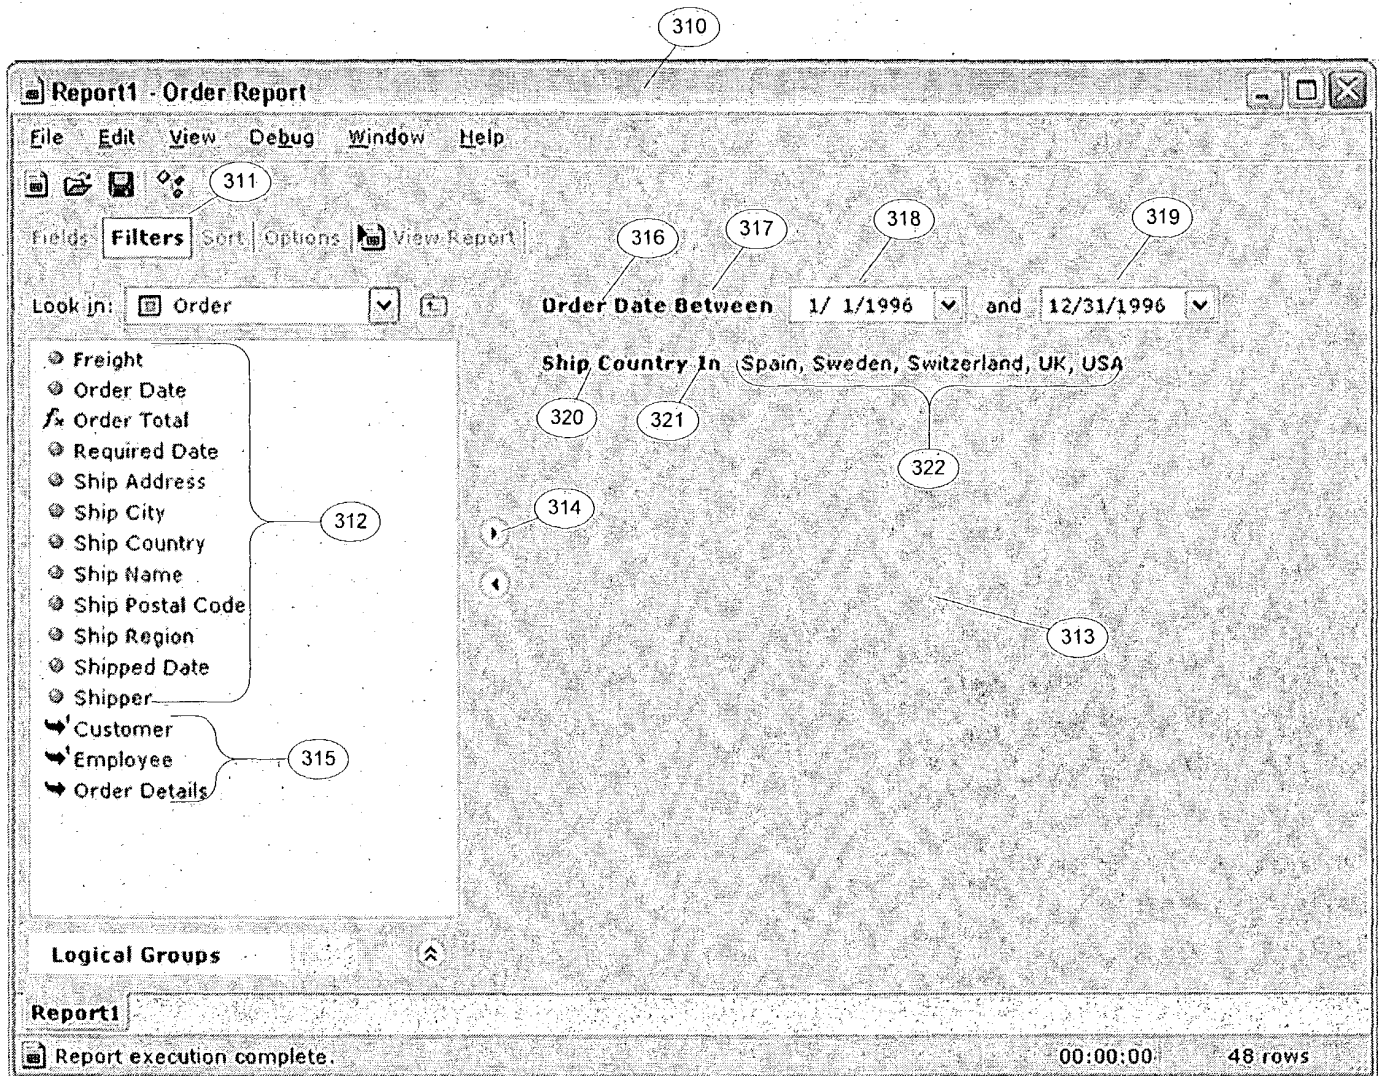 310
Report1 - Order Report
File Edit View Debug Window Help
311
Fields Filters Sort Options View Report
316 317 318 319
Look in: Order
Order Date Between 1/ 1/1996 and 12/31/1996
Freight
Ship Country In Spain, Sweden, Switzerland, UK, USA
Order Date
fx Order Total
320 321
Required Date
322
Ship Address
Ship City
312
314
Ship Country
Ship Name
Ship Postal Code
Ship Region
313
Shipped Date
Shipper
Customer
Employee
315
Order Details
Logical Groups
Report1
Report execution complete. 00:00:00 48 rows